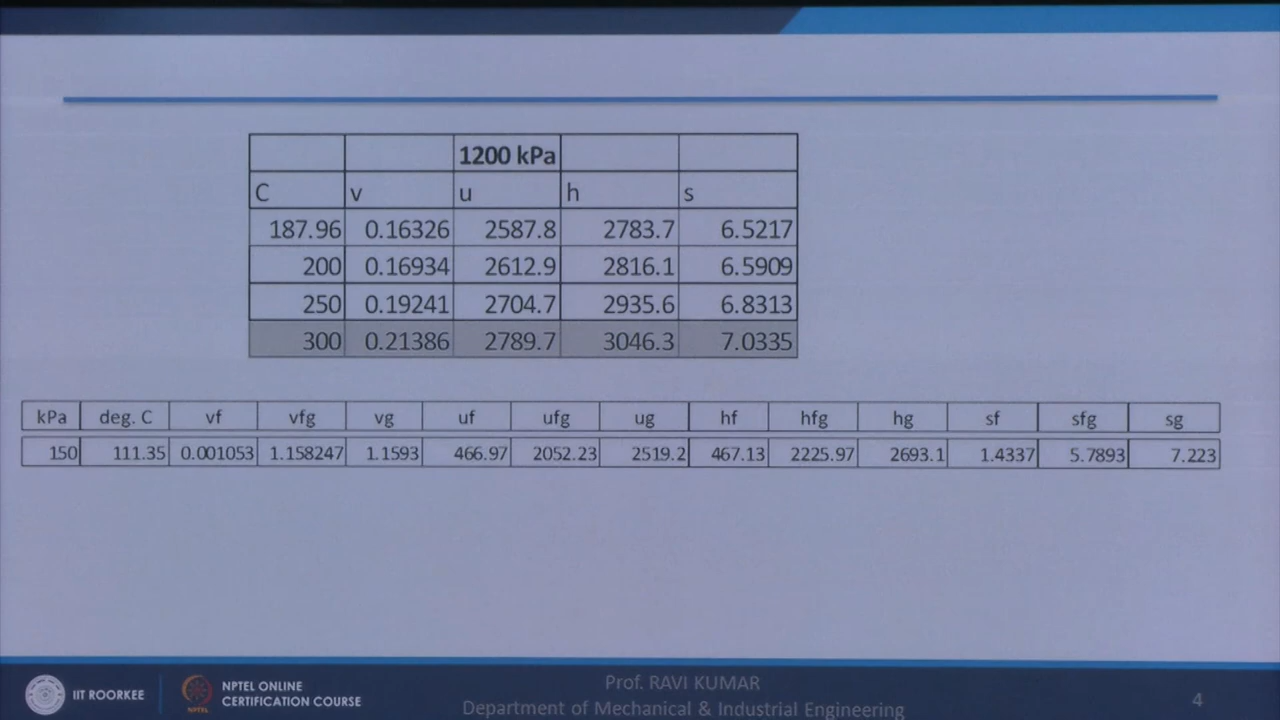 1200 kPa
C v u h s
187.96 0.16326 2587.8 2783.7 6.5217
200 0.16934 2612.9 2816.1 6.5909
250 0.19241 2704.7 2935.6 6.8313
300 0.21386 2789.7 3046.3 7.0335
kPa deg. C vf vfg vg uf ufg ug hf hfg hg sf sfg sg
150 111.35 0.001053 1.158247 1.1593 466.97 2052.23 2519.2 467.13 2225.97 2693.1 1.4337 5.7893 7.223
IIT ROORKEE
NPTEL
NPTEL ONLINE
CERTIFICATION COURSE
Prof. RAVI KUMAR
Department of Mechanical & Industrial Engineering
4